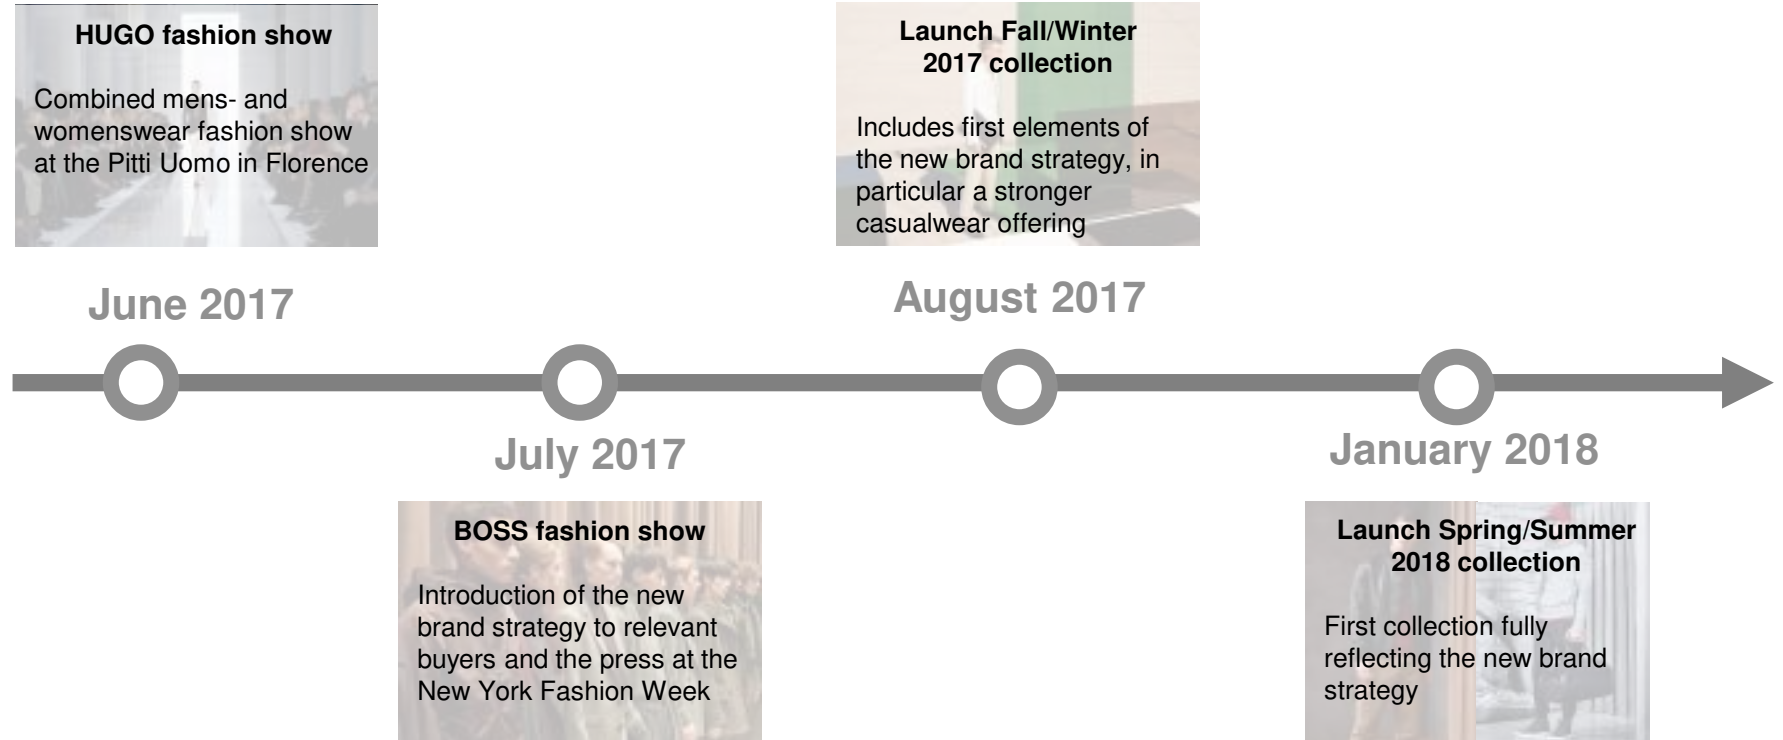 HUGO fashion show
Combined mens- and
womenswear fashion show
at the Pitti Uomo in Florence
June 2017
July 2017
BOSS fashion show
Introduction of the new
brand strategy to relevant
buyers and the press at the
New York Fashion Week
Launch Fall/Winter
2017 collection
Includes first elements of
the new brand strategy, in
particular a stronger
casualwear offering
August 2017
January 2018
Launch Spring/Summer
2018 collection
First collection fully
reflecting the new brand
strategy